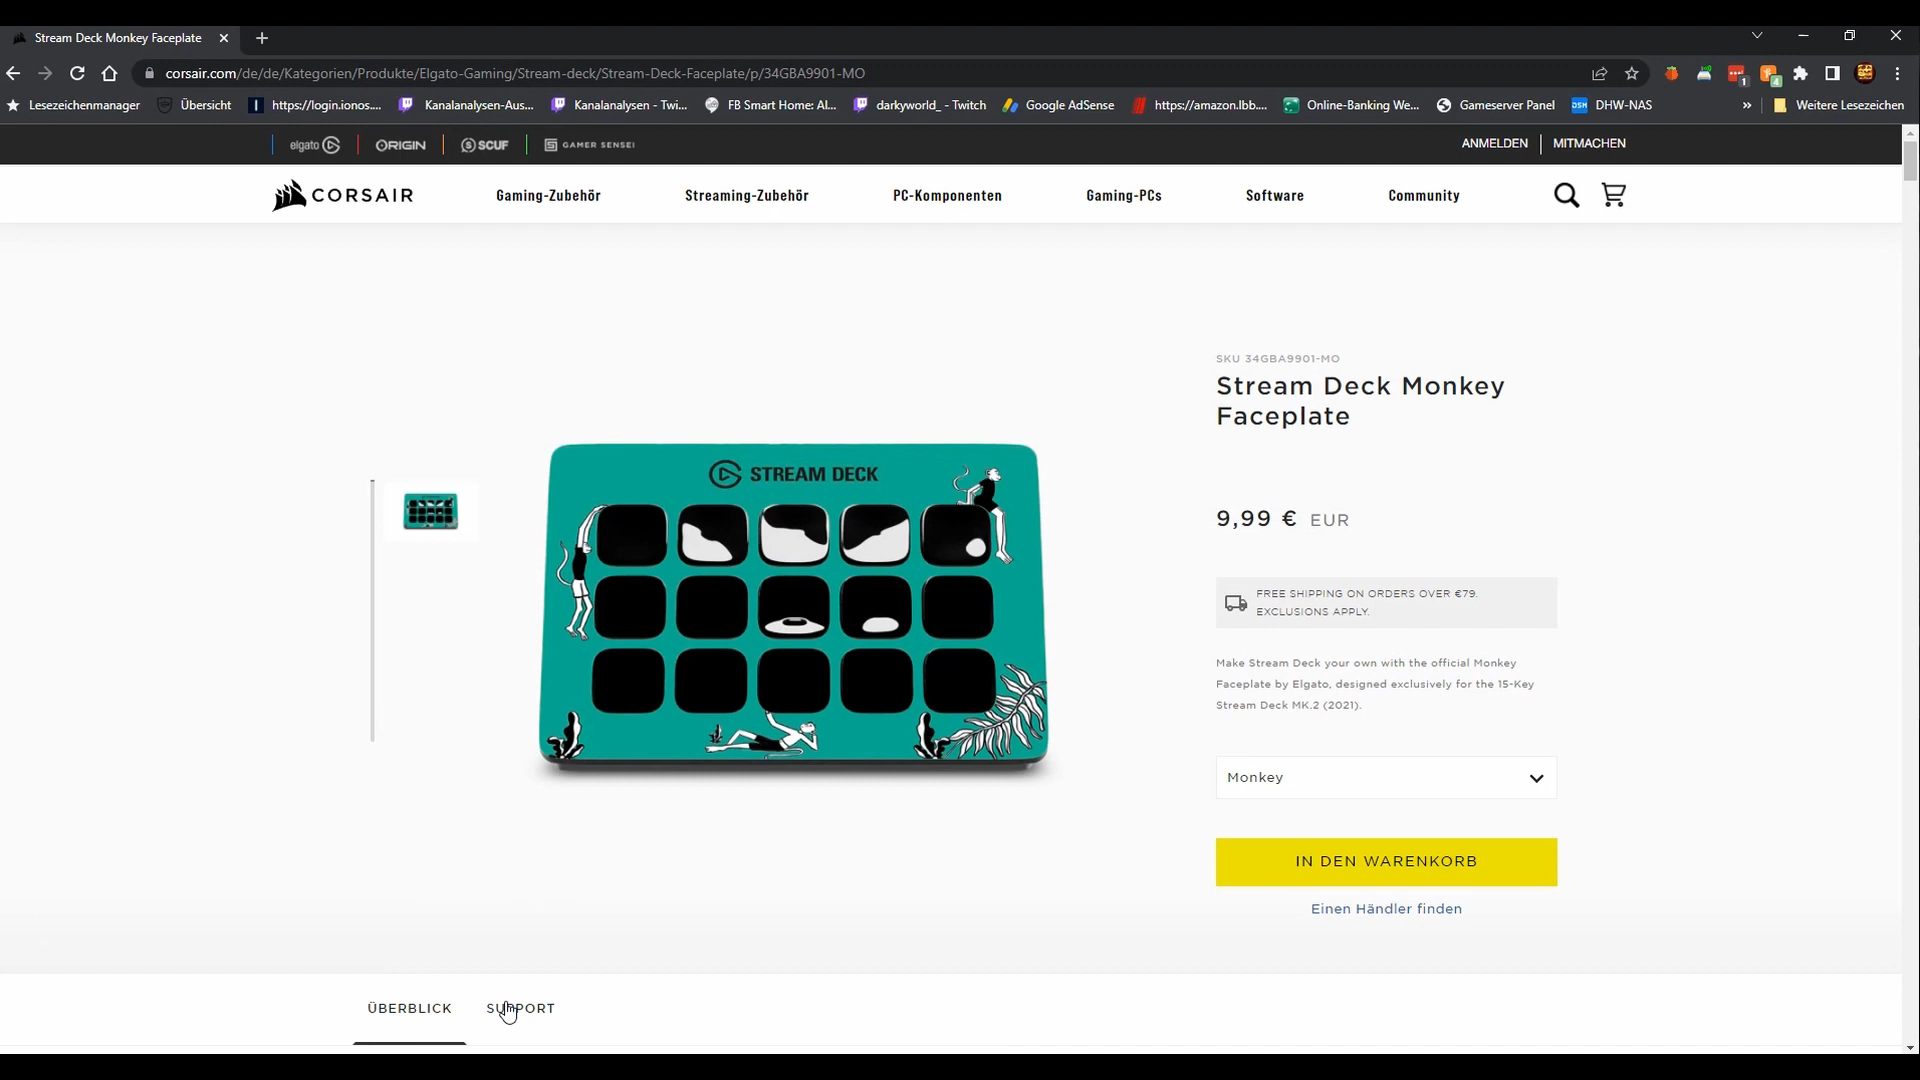 Stream Deck Monkey Faceplate
corsair.com/de/de/Kategorien/Produkte/Elgato-Gaming/Stream-deck/Stream-Deck-Faceplate/p/34GBA9901-MO
1
4
Lesezeichenmanager Übersicht https://login.ionos.... Kanalanalysen-Aus... Kanalanalysen - Twi... FB Smart Home: Al... darkyworld_ - Twitch Google AdSense https://amazon.lbb.... Online-Banking We... Gameserver Panel DSM DHW-NAS » Weitere Lesezeichen
elgato ORIGIN SCUF GAMER SENSEI ANMELDEN MITMACHEN
CORSAIR Gaming-Zubehör Streaming-Zubehör PC-Komponenten Gaming-PCs Software Community
SKU 34GBA9901-MO
Stream Deck Monkey
Faceplate
STREAM DECK
9,99 € EUR
FREE SHIPPING ON ORDERS OVER €79.
EXCLUSIONS APPLY.
Make Stream Deck your own with the official Monkey
Faceplate by Elgato, designed exclusively for the 15-Key
Stream Deck MK.2 (2021).
Monkey
IN DEN WARENKORB
Einen Händler finden
ÜBERBLICK SUPPORT